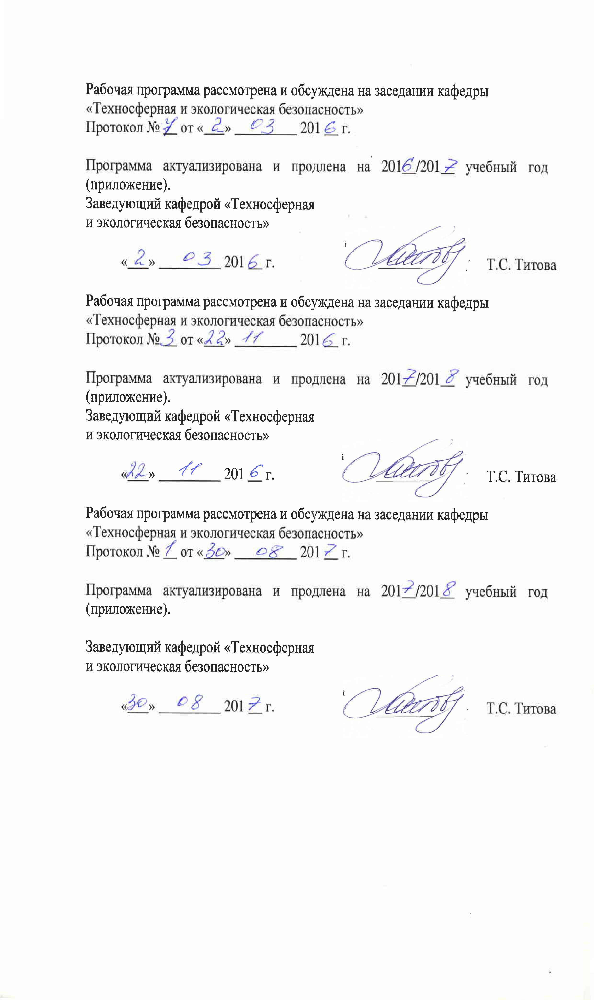 Рабочая программа рассмотрена и обсуждена на заседании кафедры
«Техносферная и экологическая безопасность»
Протокол № 7 от «2» 03 2016 г.
Программа актуализирована и продлена на 2016/2017 учебный год
(приложение).
Заведующий кафедрой «Техносферная
и экологическая безопасность»
«2» 03 2016 г. Т.С. Титова
Рабочая программа рассмотрена и обсуждена на заседании кафедры
«Техносферная и экологическая безопасность»
Протокол № 3 от «22» 11 2016 г.
Программа актуализирована и продлена на 2017/2018 учебный год
(приложение).
Заведующий кафедрой «Техносферная
и экологическая безопасность»
«22» 11 2016 г. Т.С. Титова
Рабочая программа рассмотрена и обсуждена на заседании кафедры
«Техносферная и экологическая безопасность»
Протокол № 1 от «30» 08 2017 г.
Программа актуализирована и продлена на 2017/2018 учебный год
(приложение).
Заведующий кафедрой «Техносферная
и экологическая безопасность»
«30» 08 2017 г. Т.С. Титова